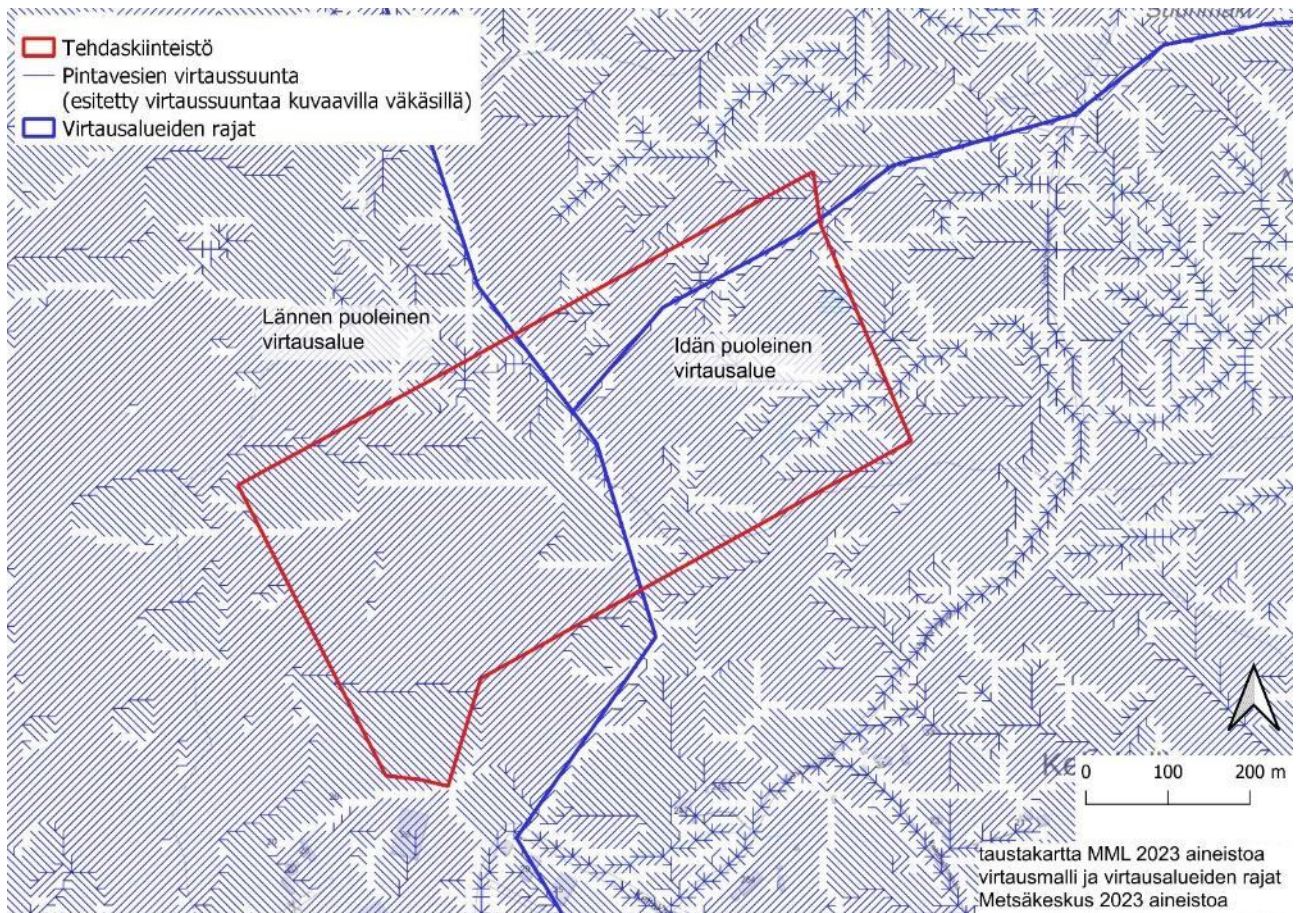 Tehdaskiinteistö
Pintavesien virtaussuunta
(esitetty virtaussuuntaa kuvaavilla väkäsillä)
Virtausalueiden rajat
Lännen puoleinen
virtausalue
Idän puoleinen
virtausalue
0 100 200 m
taustakartta MML 2023 aineistoa
virtausmalli ja virtausalueiden rajat
Metsäkeskus 2023 aineistoa